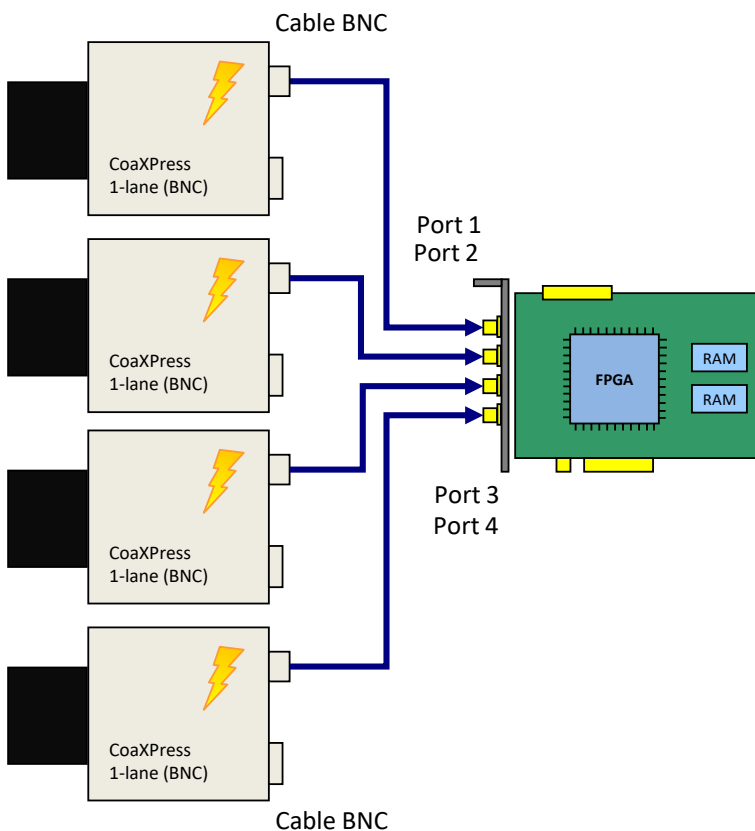 Cable BNC
CoaXPress
1-lane (BNC)
Port 1
Port 2
CoaXPress
1-lane (BNC)
FPGA
RAM
RAM
CoaXPress
1-lane (BNC)
Port 3
Port 4
CoaXPress
1-lane (BNC)
Cable BNC